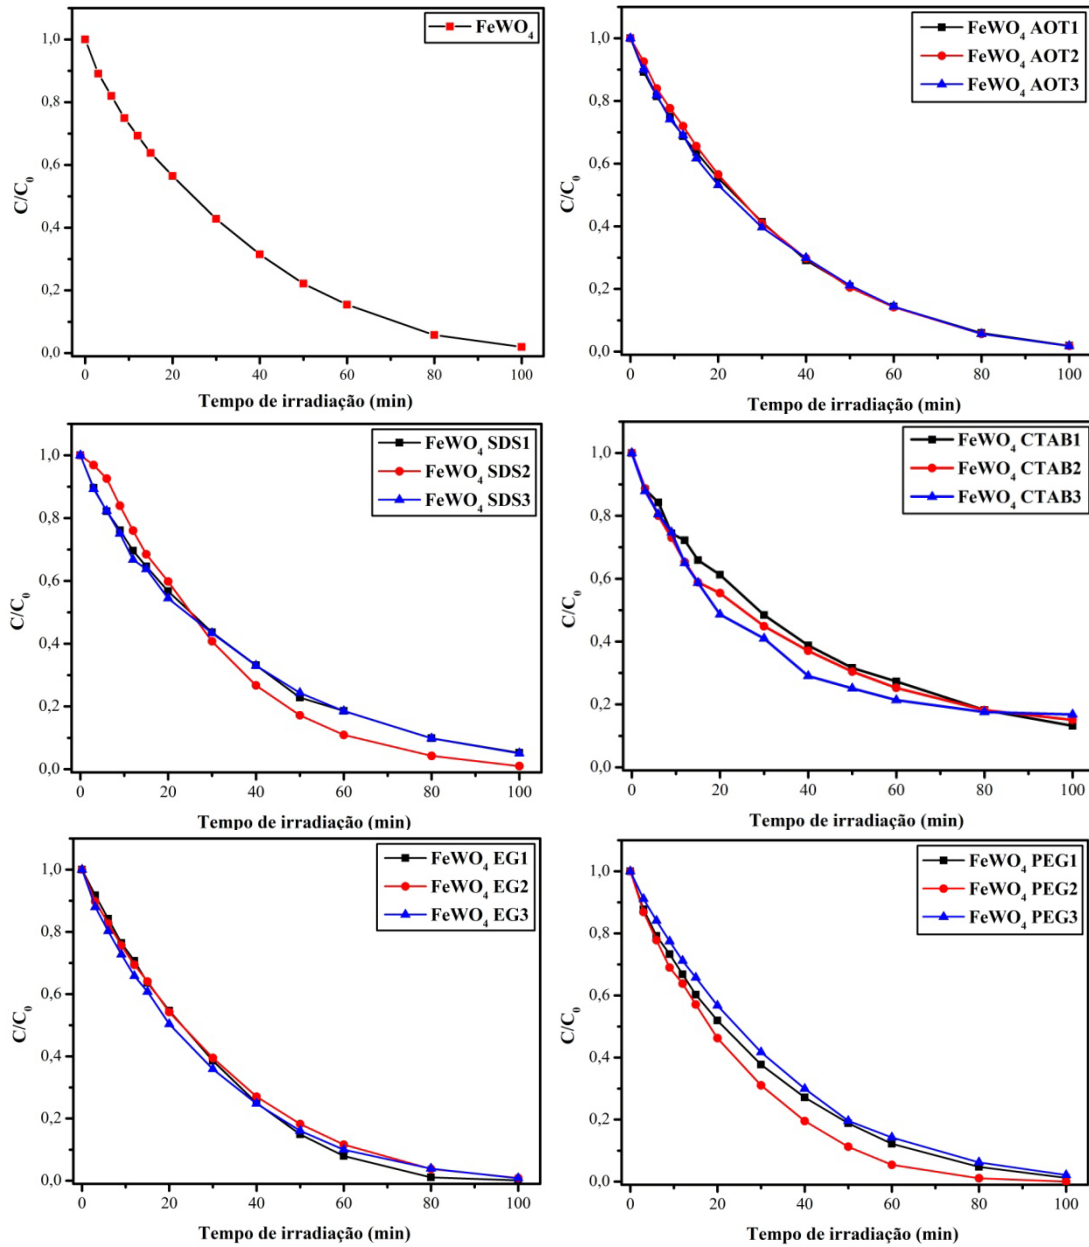 FeWO4
1,0
0,8
0,6
0,4
0,2
0,0
C/C0
0 20 40 60 80 100
Tempo de irradiação (min)
FeWO4 AOT1
FeWO4 AOT2
FeWO4 AOT3
1,0
0,8
0,6
0,4
0,2
0,0
C/C0
0 20 40 60 80 100
Tempo de irradiação (min)
FeWO4 SDS1
FeWO4 SDS2
FeWO4 SDS3
1,0
0,8
0,6
0,4
0,2
0,0
C/C0
0 20 40 60 80 100
Tempo de irradiação (min)
FeWO4 CTAB1
FeWO4 CTAB2
FeWO4 CTAB3
1,0
0,8
0,6
0,4
0,2
0,0
C/C0
0 20 40 60 80 100
Tempo de irradiação (min)
FeWO4 EG1
FeWO4 EG2
FeWO4 EG3
1,0
0,8
0,6
0,4
0,2
0,0
C/C0
0 20 40 60 80 100
Tempo de irradiação (min)
FeWO4 PEG1
FeWO4 PEG2
FeWO4 PEG3
1,0
0,8
0,6
0,4
0,2
0,0
C/C0
0 20 40 60 80 100
Tempo de irradiação (min)